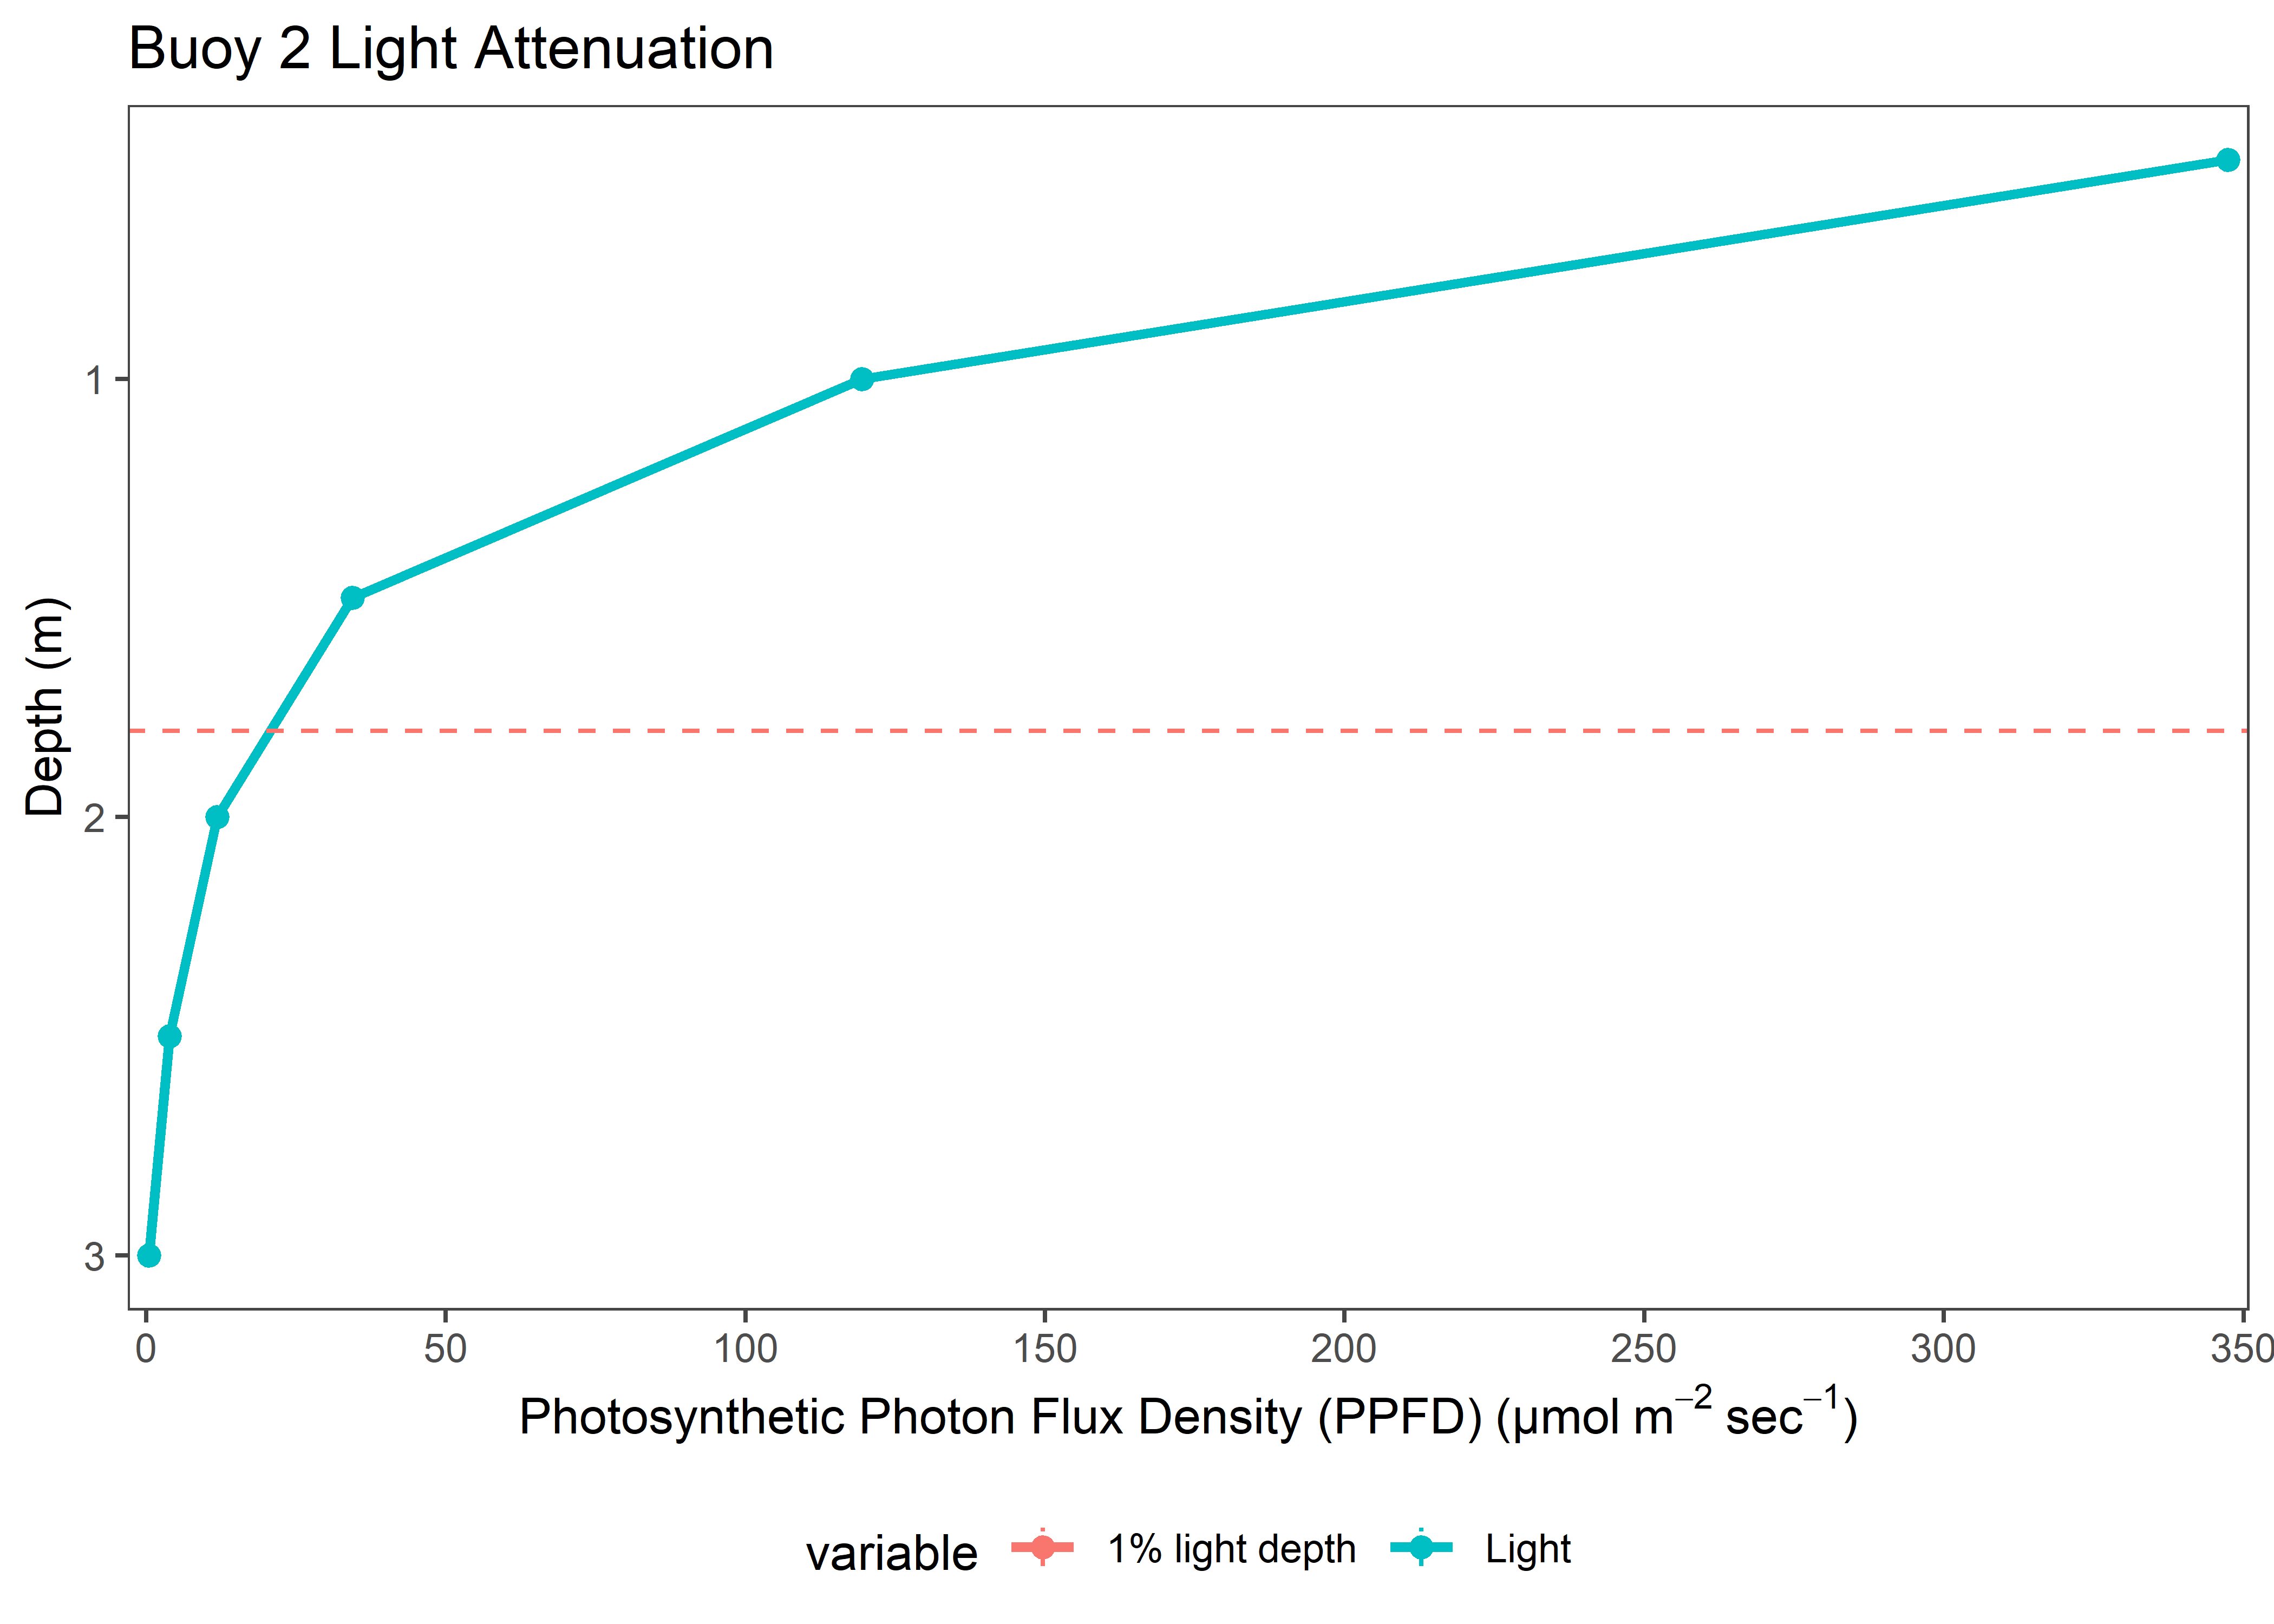 Buoy 2 Light Attenuation
Depth (m)
1
2
3
0 50 100 150 200 250 300 350
Photosynthetic Photon Flux Density (PPFD) (µmol m⁻² sec⁻¹)
variable 1% light depth Light